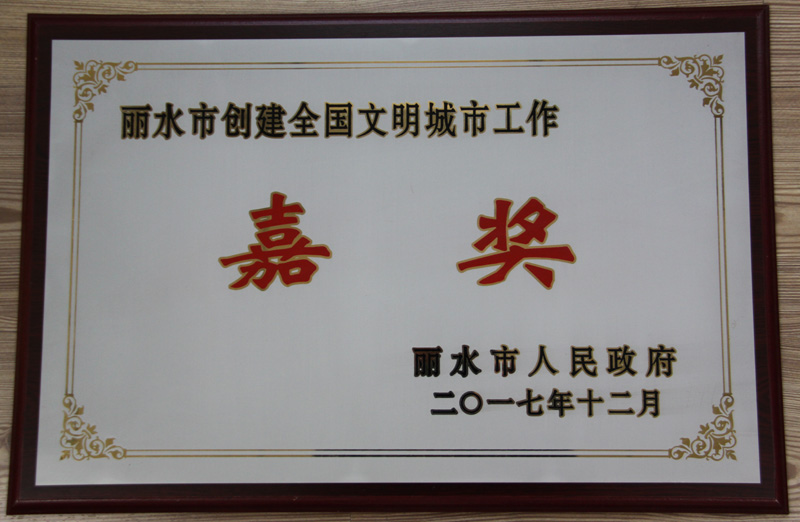 丽水市创建全国文明城市工作
嘉奖
丽水市人民政府
二〇一七年十二月